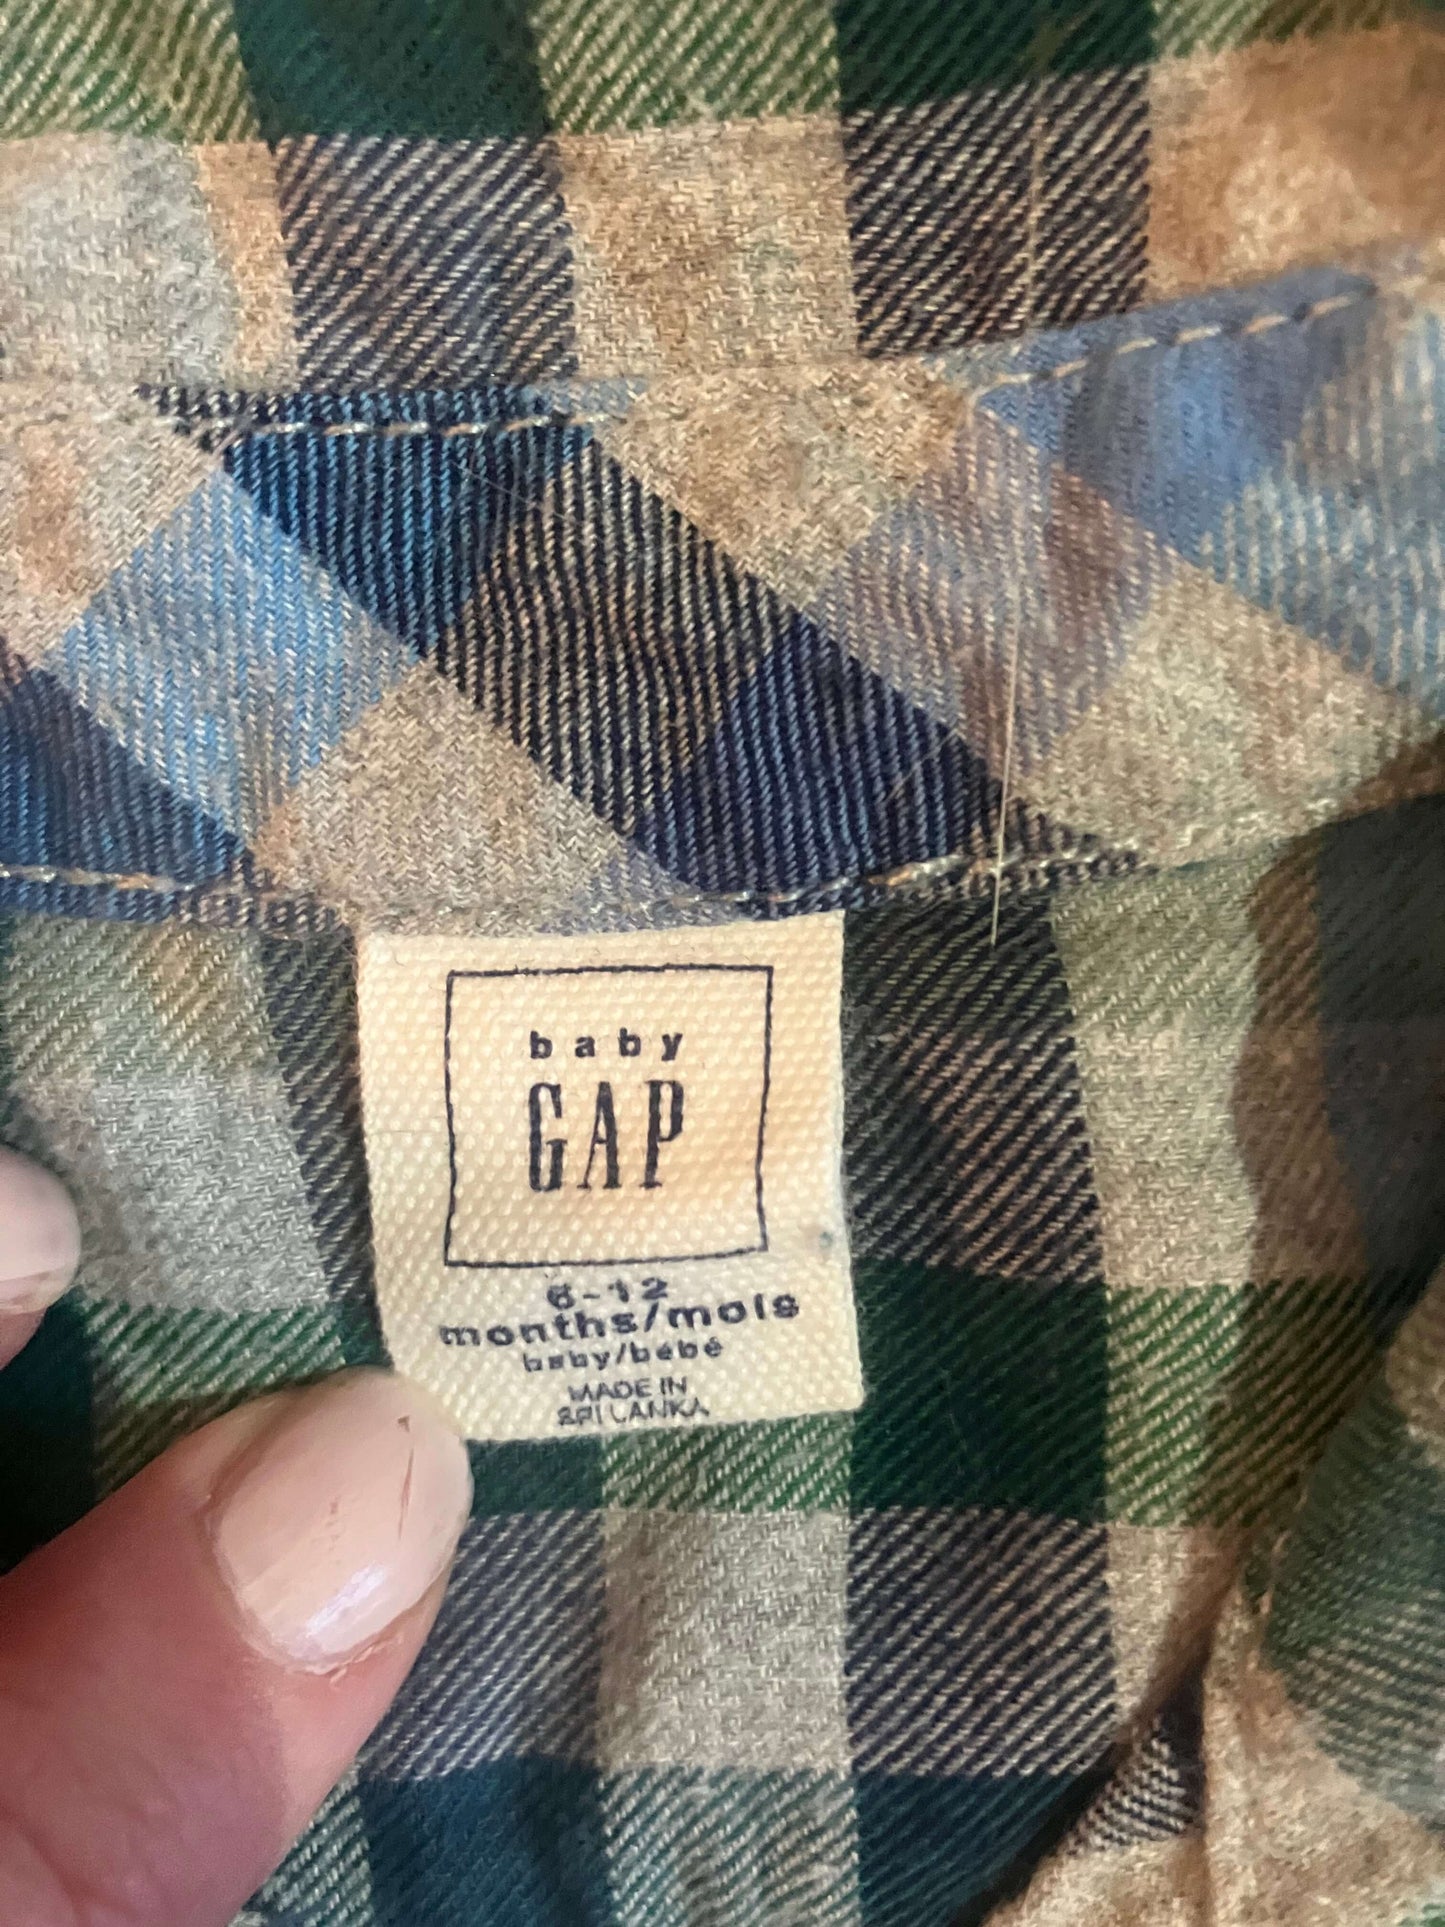 baby
GAP
6-12
months/mois
baby/bébé
MADE IN
SRI LANKA